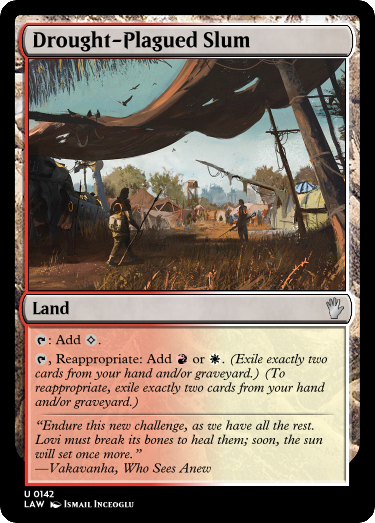 Drought-Plagued Slum
Land
: Add .
, Reappropriate: Add or . (Exile exactly two
cards from your hand and/or graveyard.) (To
reappropriate, exile exactly two cards from your hand
and/or graveyard.)
“Endure this new challenge, as we have all the rest.
Lovi must break its bones to heal them; soon, the sun
will set once more.”
—Vakavanha, Who Sees Anew
U 0142
LAW Ismail Inceoglu